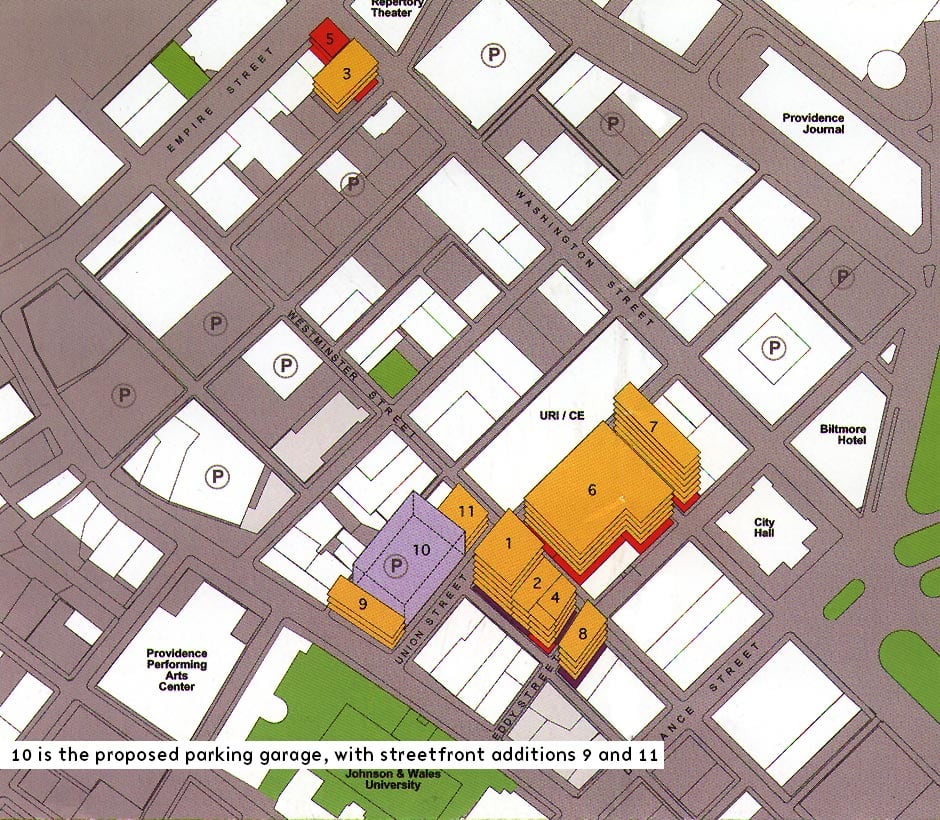 Repertory
Theater
5
3
P
P
P
EMPIRE STREET
Providence
Journal
WASHINGTON STREET
P
P
P
P
P
WESTMINSTER STREET
URI / CE
7
Biltmore
Hotel
P
6
11
10
P
1
2
4
City
Hall
9
8
UNION STREET
Providence
Performing
Arts
Center
EDDY STREE
ANCE STREET
10 is the proposed parking garage, with streetfront additions 9 and 11
Johnson & Wales
University